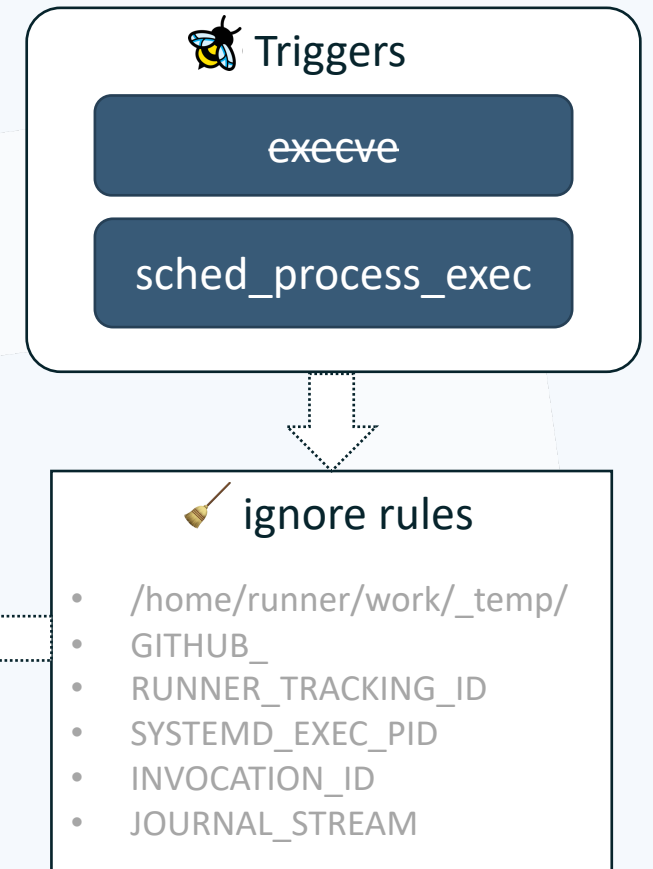 Triggers
execve
sched_process_exec
ignore rules
• /home/runner/work/_temp/
• GITHUB_
• RUNNER_TRACKING_ID
• SYSTEMD_EXEC_PID
• INVOCATION_ID
• JOURNAL_STREAM